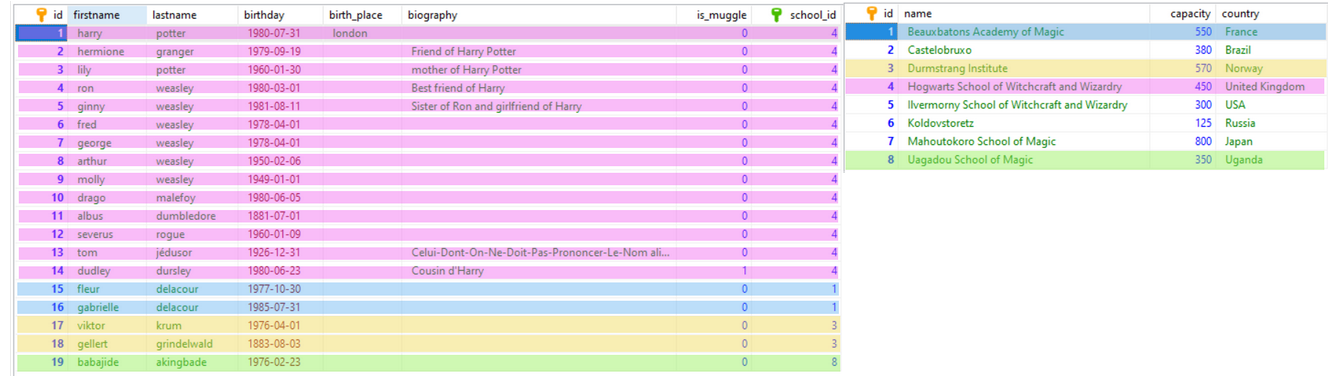 id firstname lastname birthday birth_place biography is_muggle school_id
1 harry potter 1980-07-31 london 0 4
2 hermione granger 1979-09-19 Friend of Harry Potter 0 4
3 lily potter 1960-01-30 mother of Harry Potter 0 4
4 ron weasley 1980-03-01 Best friend of Harry 0 4
5 ginny weasley 1981-08-11 Sister of Ron and girlfriend of Harry 0 4
6 fred weasley 1978-04-01 0 4
7 george weasley 1978-04-01 0 4
8 arthur weasley 1950-02-06 0 4
9 molly weasley 1949-01-01 0 4
10 drago malefoy 1980-06-05 0 4
11 albus dumbledore 1881-07-01 0 4
12 severus rogue 1960-01-09 0 4
13 tom jédusor 1926-12-31 Celui-Dont-On-Ne-Doit-Pas-Prononcer-Le-Nom ali... 0 4
14 dudley dursley 1980-06-23 Cousin d'Harry 1 4
15 fleur delacour 1977-10-30 0 1
16 gabrielle delacour 1985-07-31 0 1
17 viktor krum 1976-04-01 0 3
18 gellert grindelwald 1883-08-03 0 3
19 babajide akingbade 1976-02-23 0 8
id name capacity country
1 Beauxbatons Academy of Magic 550 France
2 Castelobruxo 380 Brazil
3 Durmstrang Institute 570 Norway
4 Hogwarts School of Witchcraft and Wizardry 450 United Kingdom
5 Ilvermorny School of Witchcraft and Wizardry 300 USA
6 Koldovstoretz 125 Russia
7 Mahoutokoro School of Magic 800 Japan
8 Uagadou School of Magic 350 Uganda